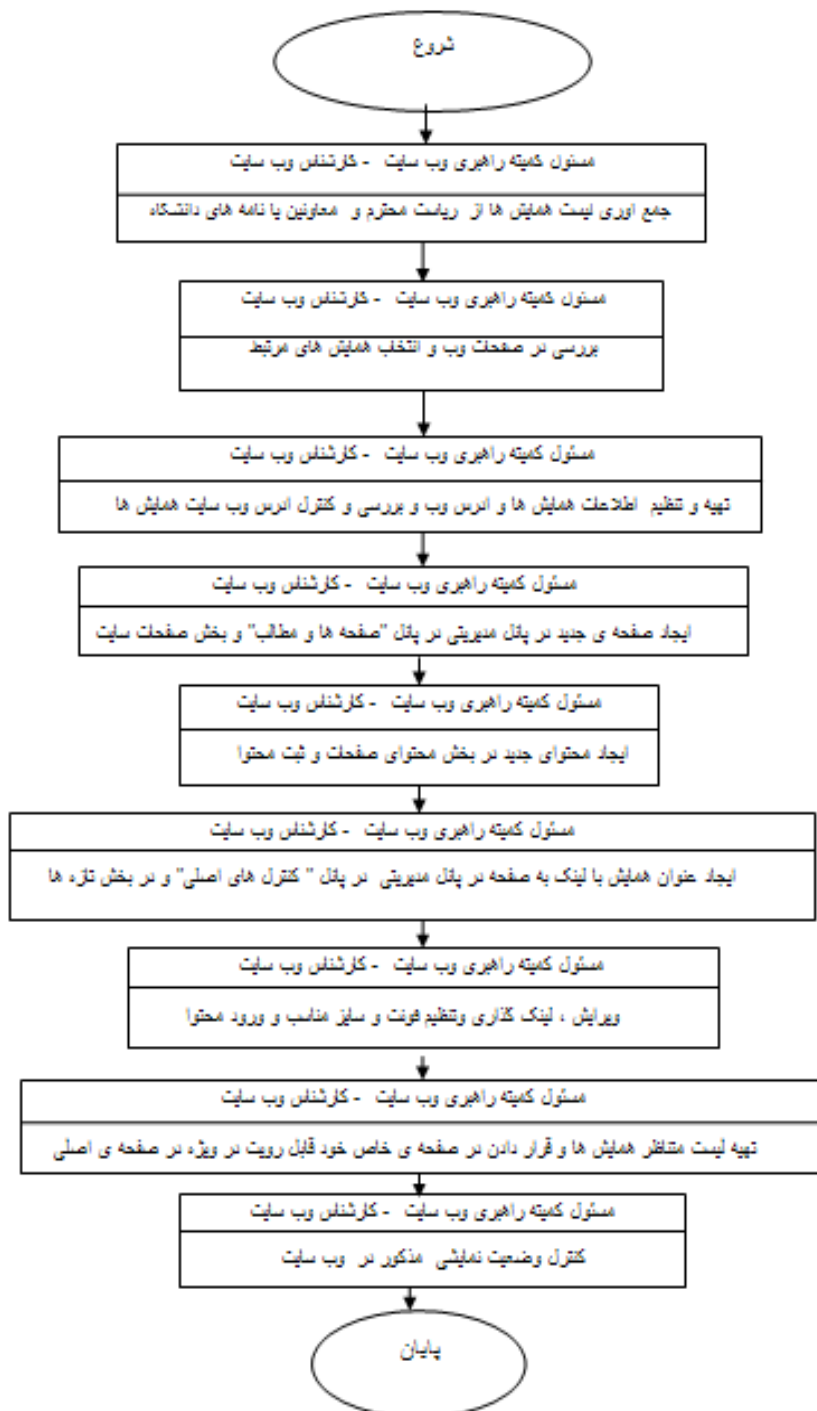 شروع
مسئول کمیته راهبری وب سایت - کارشناس وب سایت
جمع اوری لیست همایش ها از ریاست محترم و معاونین یا نامه های دانشگاه
مسئول کمیته راهبری وب سایت - کارشناس وب سایت
بررسی در صفحات وب و انتخاب همایش های مرتبط
مسئول کمیته راهبری وب سایت - کارشناس وب سایت
تهیه و تنظیم اطلاعات همایش ها و ادرس وب و بررسی و کنترل ادرس وب سایت همایش ها
مسئول کمیته راهبری وب سایت - کارشناس وب سایت
ایجاد صفحه ی جدید در پانل مدیریتی در پانل "صفحه ها و مطالب" و بخش صفحات سایت
مسئول کمیته راهبری وب سایت - کارشناس وب سایت
ایجاد محتوای جدید در بخش محتوای صفحات و ثبت محتوا
مسئول کمیته راهبری وب سایت - کارشناس وب سایت
ایجاد عنوان همایش با لینک به صفحه در پانل مدیریتی در پانل " کنترل های اصلی" و در بخش تازه ها
مسئول کمیته راهبری وب سایت - کارشناس وب سایت
ویرایش ، لینک گذاری وتنظیم فونت و سایز مناسب و ورود محتوا
مسئول کمیته راهبری وب سایت - کارشناس وب سایت
تهیه لیست متناظر همایش ها و قرار دادن در صفحه ی خاص خود قابل رویت در ویژه در صفحه ی اصلی
مسئول کمیته راهبری وب سایت - کارشناس وب سایت
کنترل وضعیت نمایشی مذکور در وب سایت
پایان